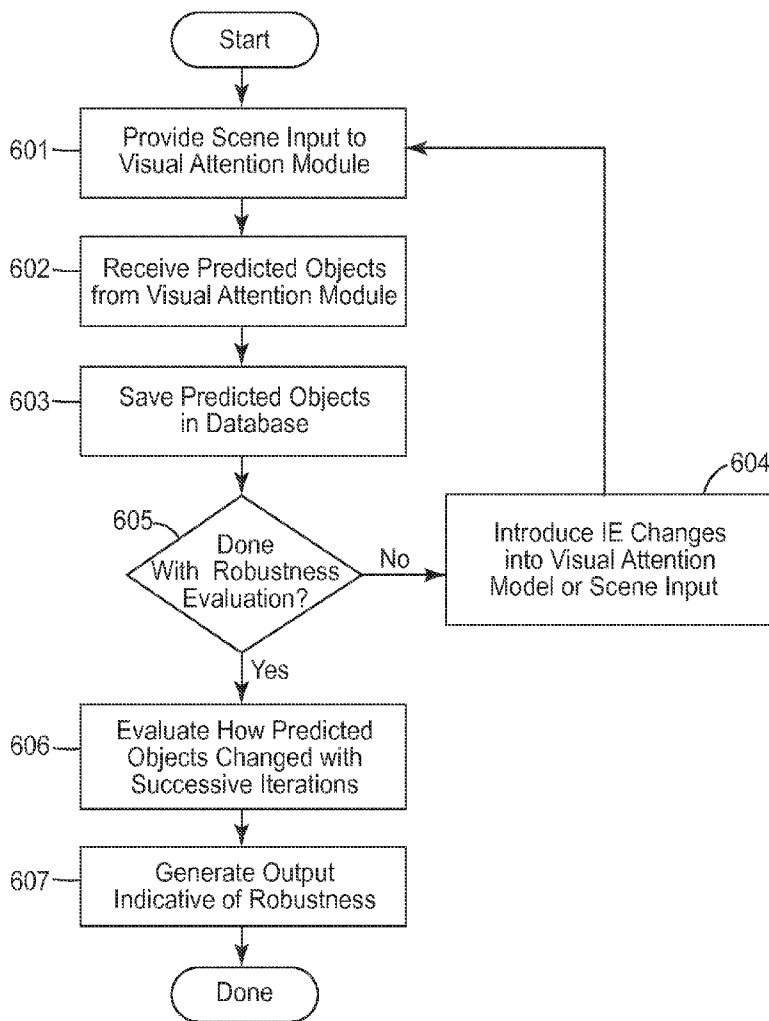 Start
601
Provide Scene Input to
Visual Attention Module
602
Receive Predicted Objects
from Visual Attention Module
603
Save Predicted Objects
in Database
604
605
Done
With Robustness
Evaluation?
No
Introduce IE Changes
into Visual Attention
Model or Scene Input
Yes
606
Evaluate How Predicted
Objects Changed with
Successive Iterations
607
Generate Output
Indicative of Robustness
Done